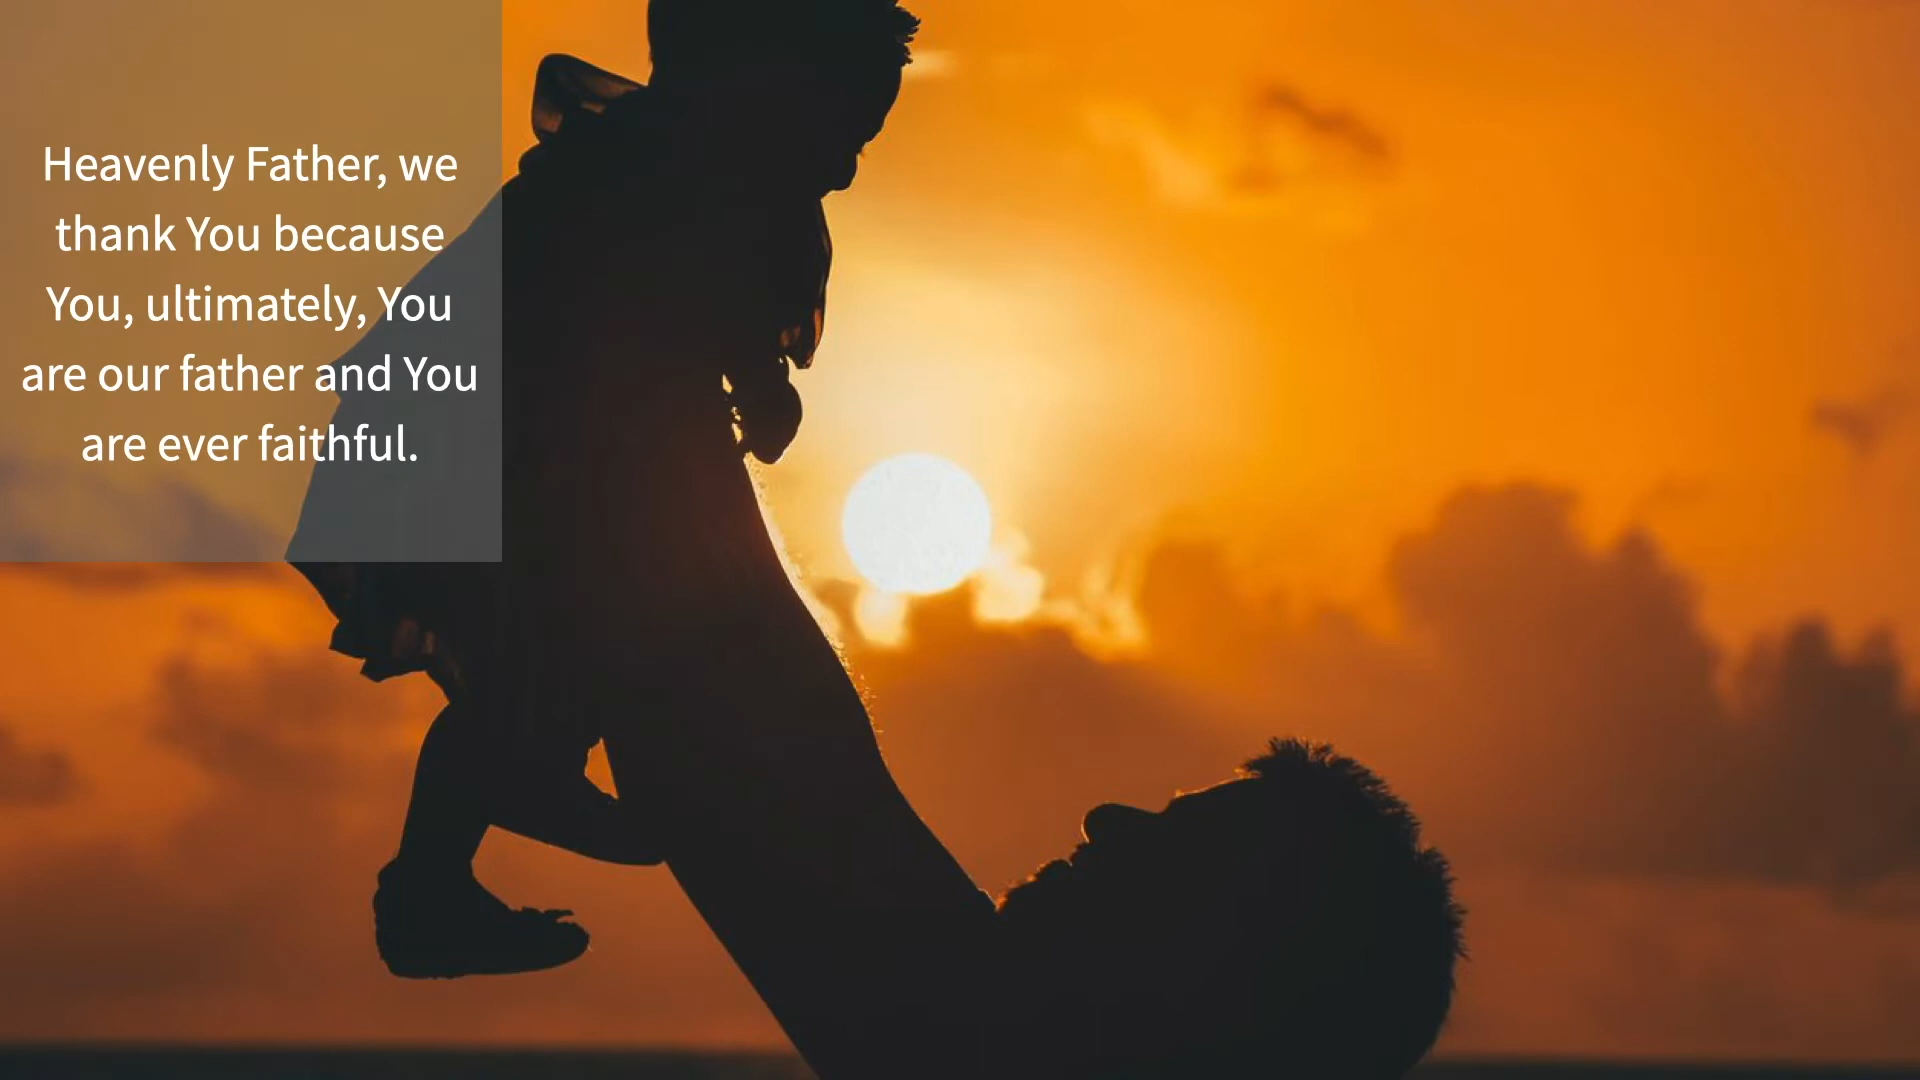 Heavenly Father, we
thank You because
You, ultimately, You
are our father and You
are ever faithful.